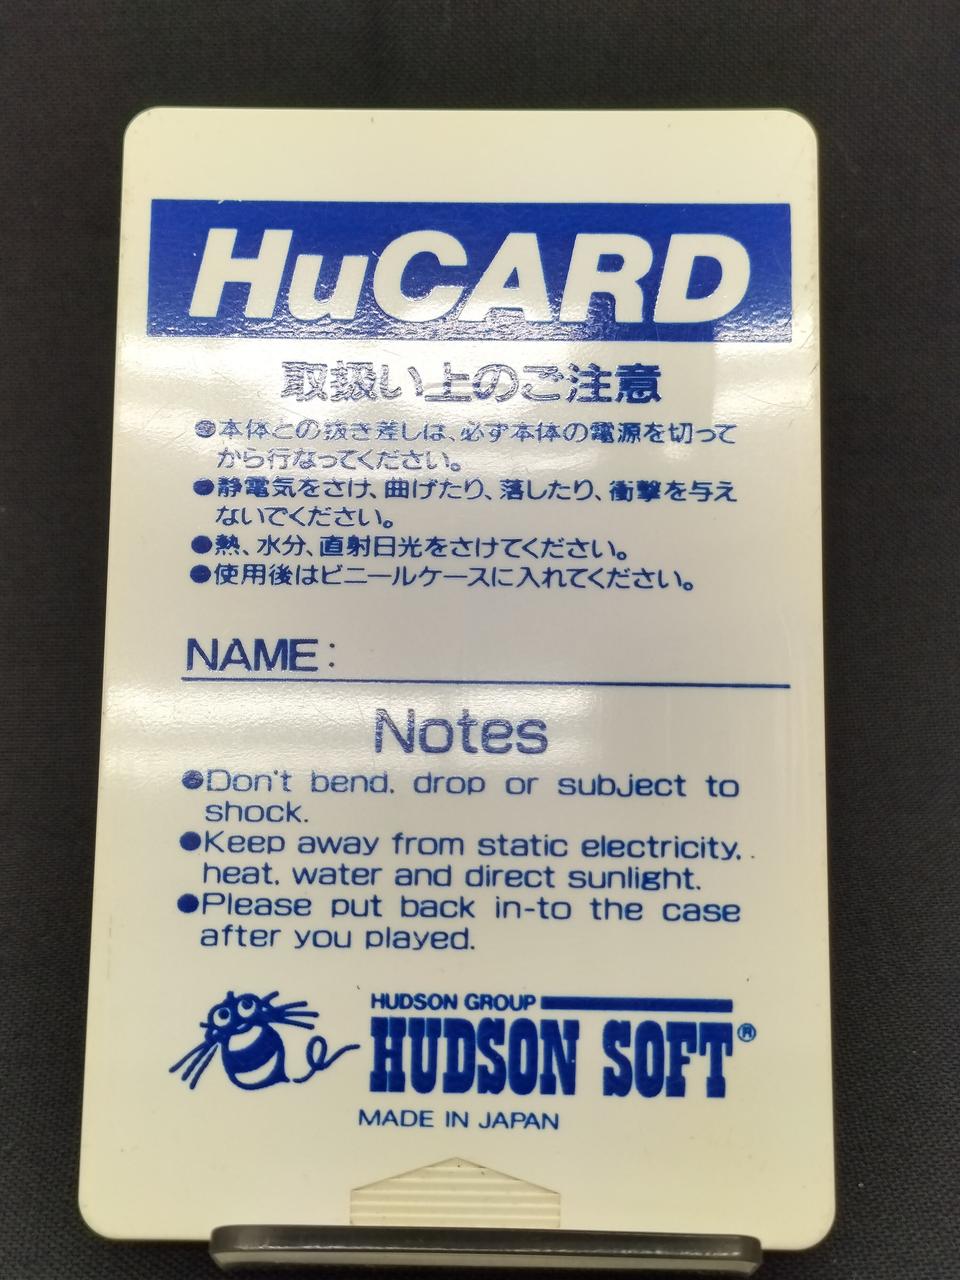 HuCARD
取扱い上のご注意
●本体との抜き差しは、必ず本体の電源を切って
から行なってください。
●静電気をさけ、曲げたり、落したり、衝撃を与え
ないでください。
●熱、水分、直射日光をさけてください。
●使用後はビニールケースに入れてください。
NAME:
Notes
●Don't bend, drop or subject to
shock.
●Keep away from static electricity,
heat, water and direct sunlight.
●Please put back in-to the case
after you played.
HUDSON GROUP
HUDSON SOFT®
MADE IN JAPAN